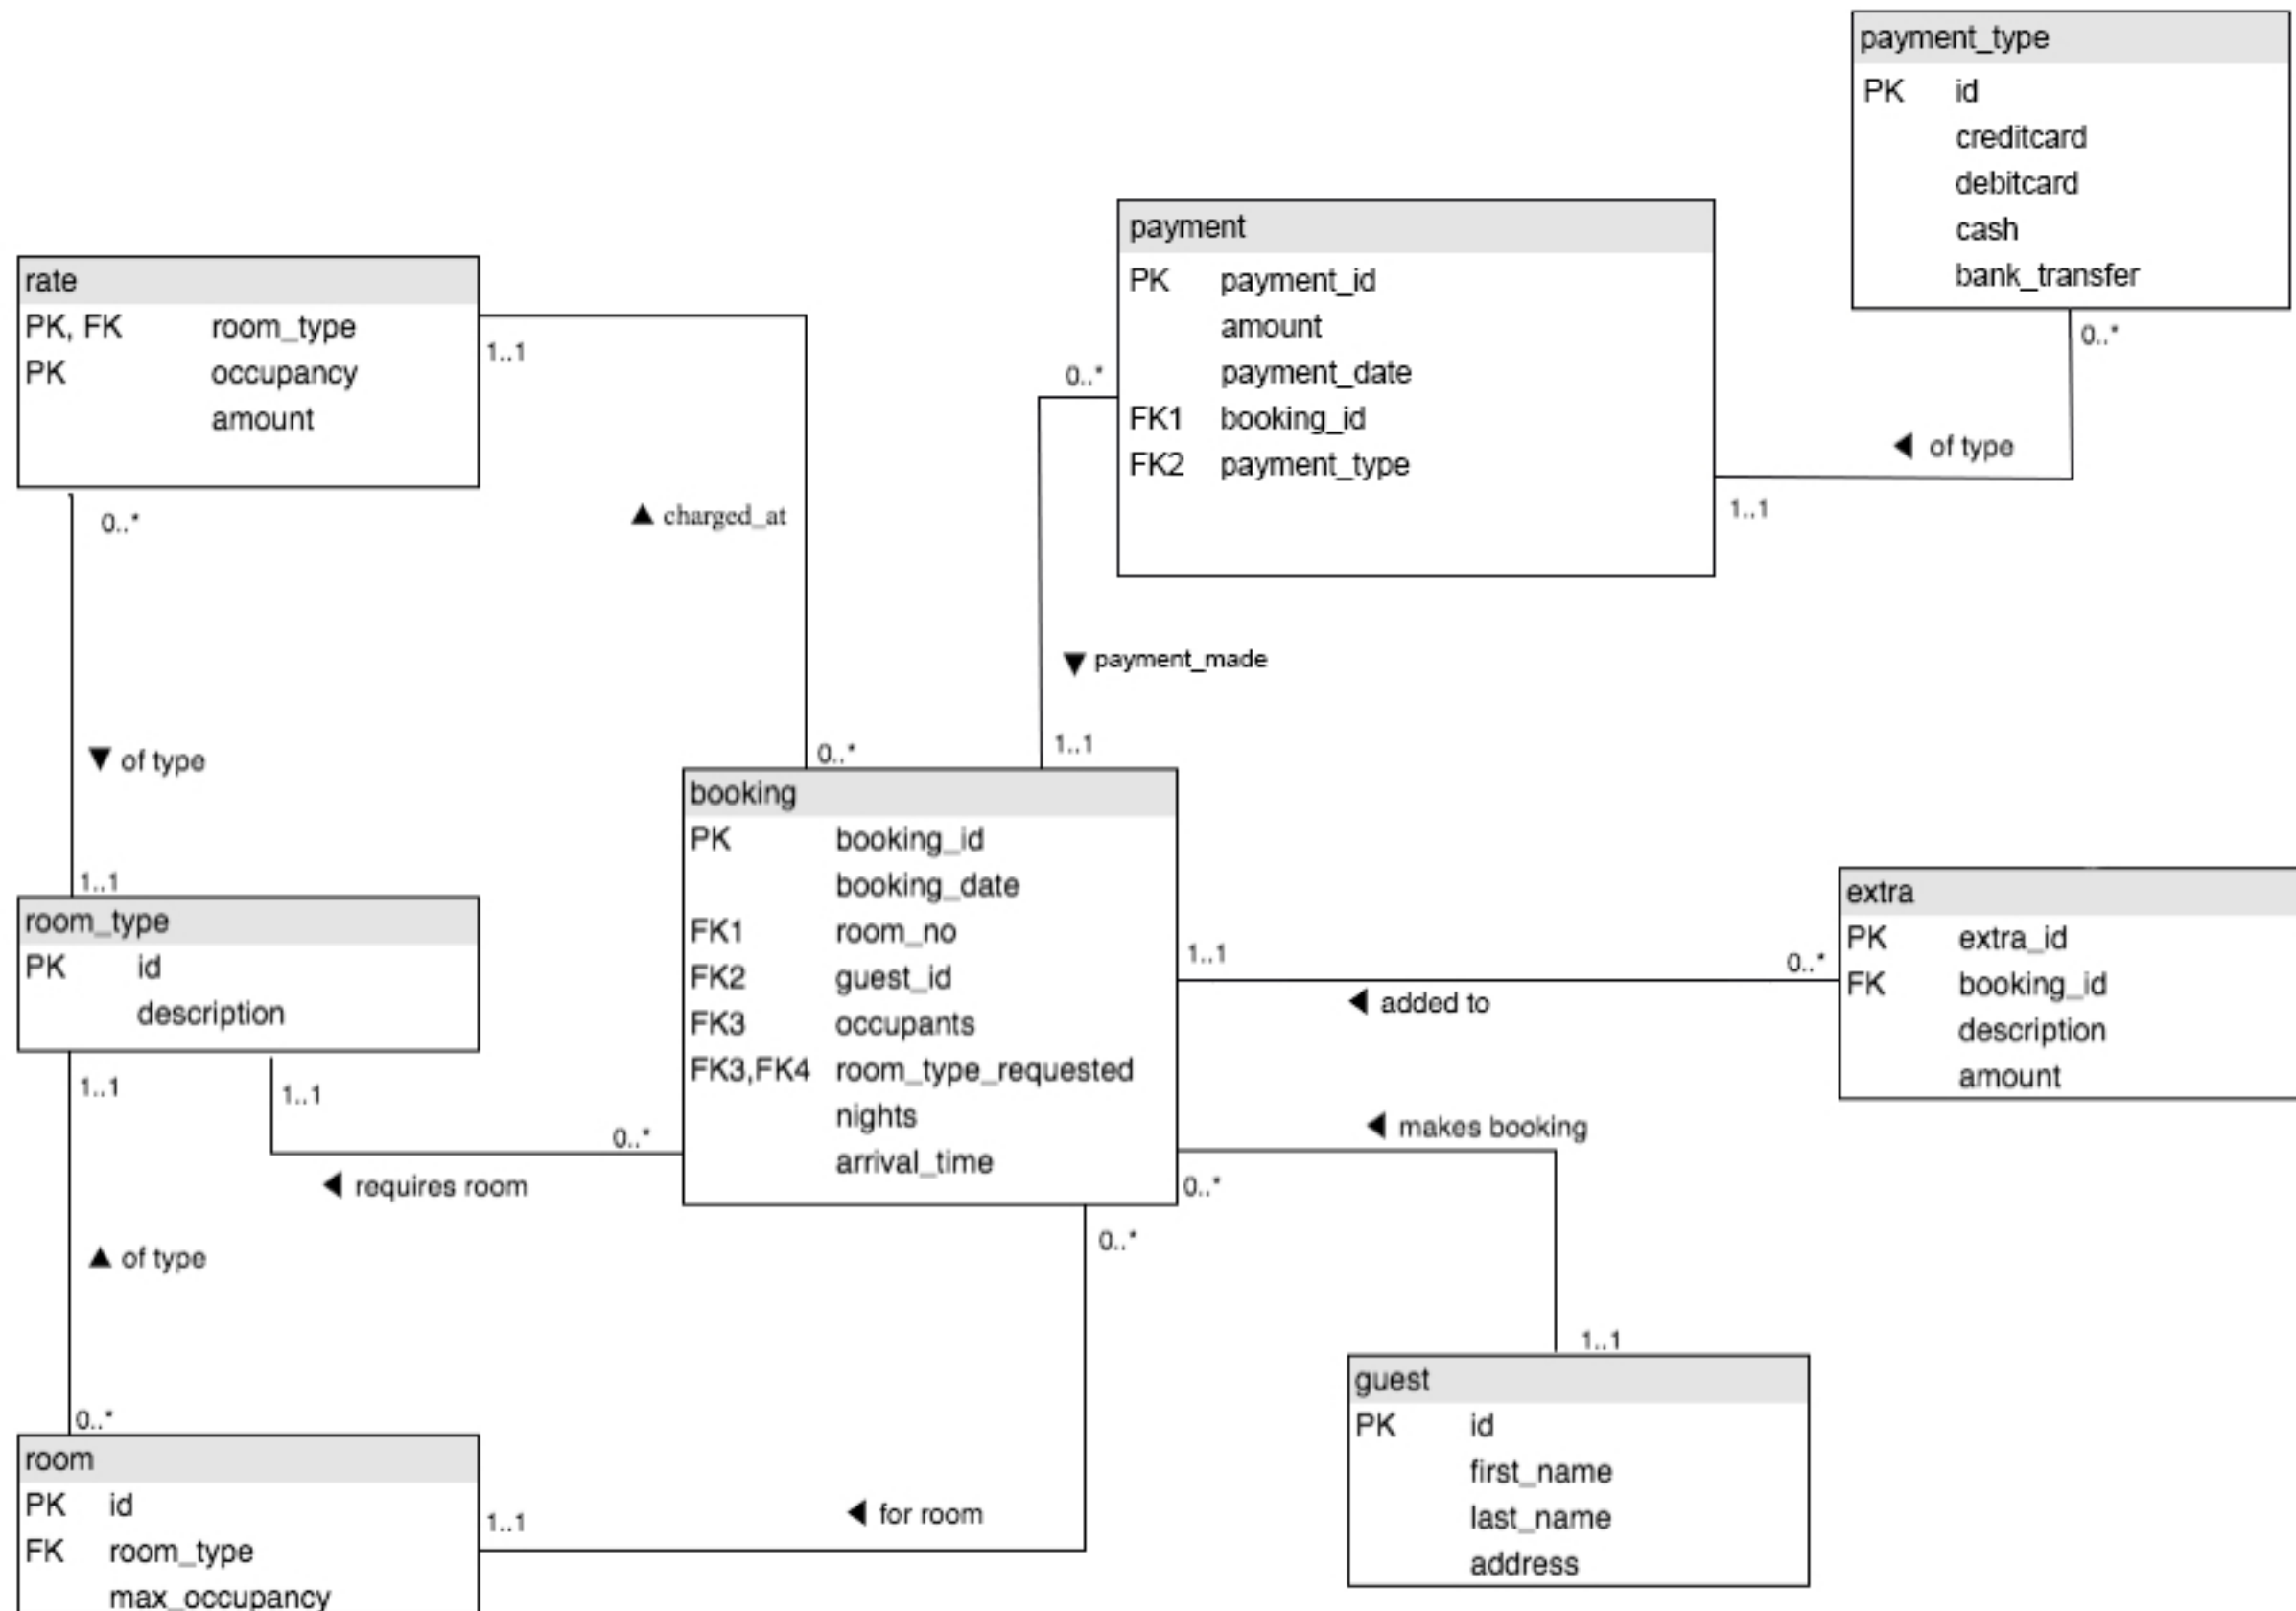 payment_type
PK id
creditcard
debitcard
cash
bank_transfer
0..*
◀ of type
1..1
payment
PK payment_id
amount
payment_date
FK1 booking_id
FK2 payment_type
0..*
▼ payment_made
1..1
rate
PK, FK room_type
PK occupancy
amount
1..1
▲ charged_at
0..*
0..*
▼ of type
1..1
room_type
PK id
description
1..1
1..1
0..*
◀ requires room
▲ of type
0..*
booking
PK booking_id
booking_date
FK1 room_no
FK2 guest_id
FK3 occupants
FK3,FK4 room_type_requested
nights
arrival_time
1..1
0..*
◀ added to
extra
PK extra_id
FK booking_id
description
amount
◀ makes booking
0..*
1..1
0..*
◀ for room
1..1
guest
PK id
first_name
last_name
address
room
PK id
FK room_type
max_occupancy